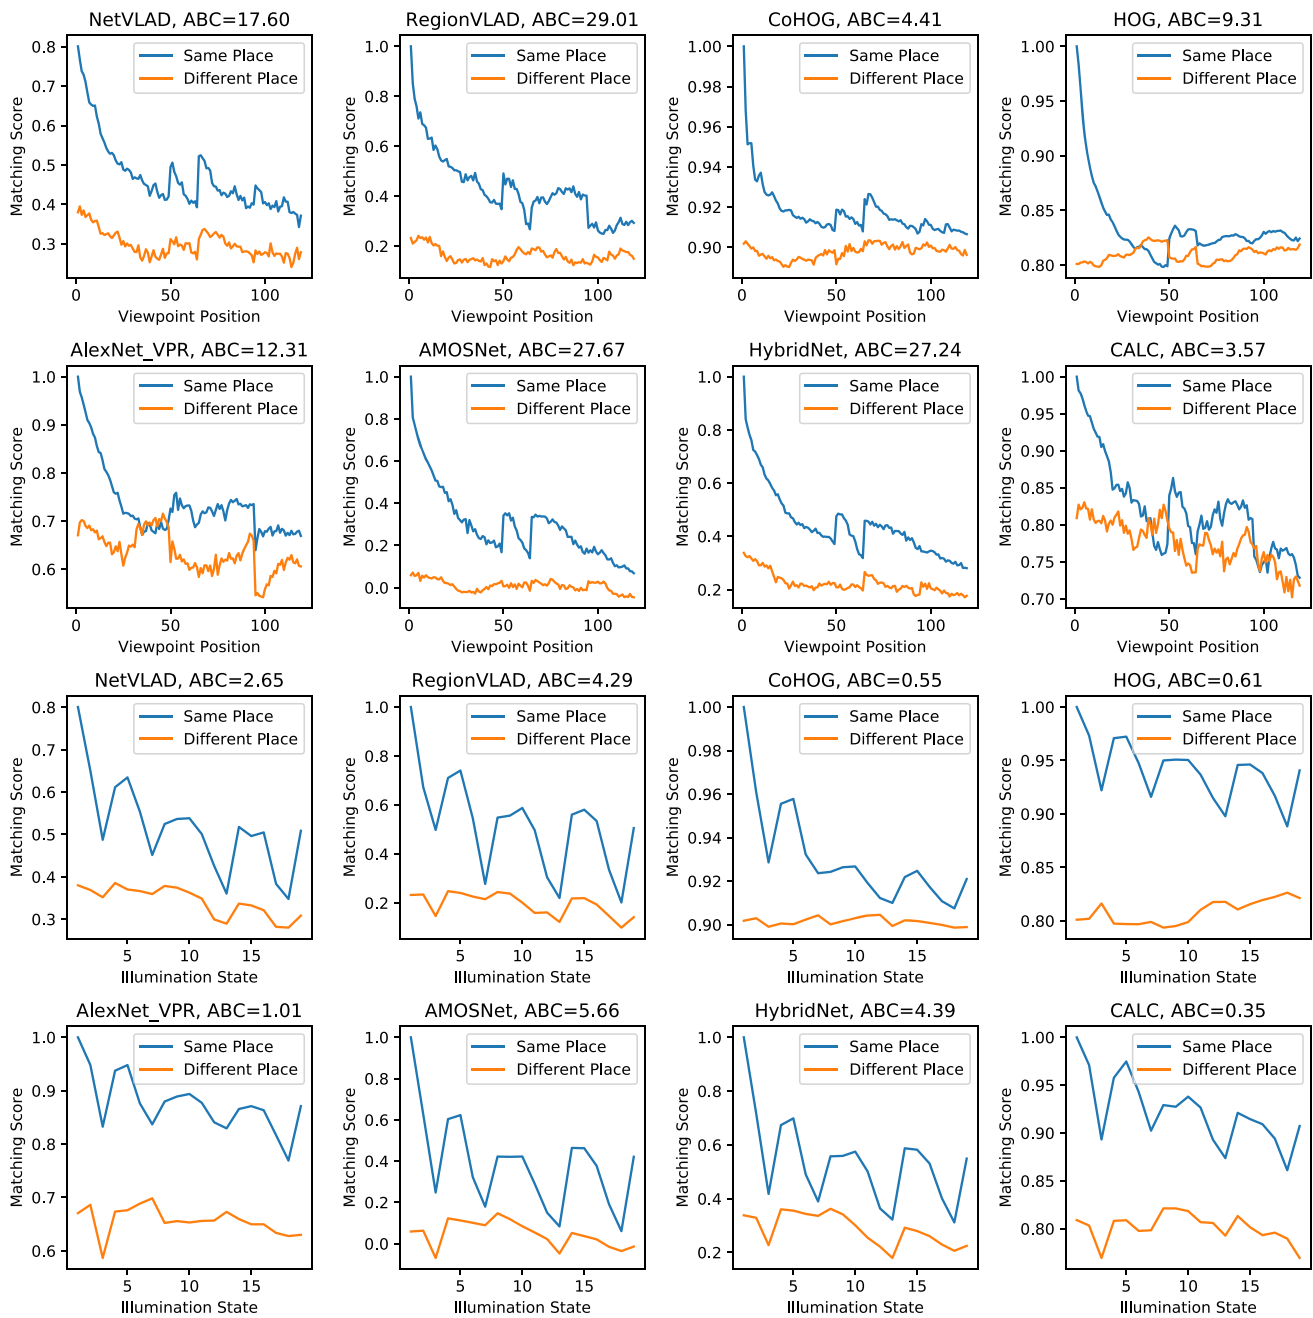 NetVLAD, ABC=17.60
Matching Score
0.8
0.7
0.6
0.5
0.4
0.3
Same Place
Different Place
0 50 100
Viewpoint Position
RegionVLAD, ABC=29.01
Matching Score
1.0
0.8
0.6
0.4
0.2
Same Place
Different Place
0 50 100
Viewpoint Position
CoHOG, ABC=4.41
Matching Score
1.00
0.98
0.96
0.94
0.92
0.90
Same Place
Different Place
0 50 100
Viewpoint Position
HOG, ABC=9.31
Matching Score
1.00
0.95
0.90
0.85
0.80
Same Place
Different Place
0 50 100
Viewpoint Position
AlexNet_VPR, ABC=12.31
Matching Score
1.0
0.9
0.8
0.7
0.6
Same Place
Different Place
0 50 100
Viewpoint Position
AMOSNet, ABC=27.67
Matching Score
1.0
0.8
0.6
0.4
0.2
0.0
Same Place
Different Place
0 50 100
Viewpoint Position
HybridNet, ABC=27.24
Matching Score
1.0
0.8
0.6
0.4
0.2
Same Place
Different Place
0 50 100
Viewpoint Position
CALC, ABC=3.57
Matching Score
1.00
0.95
0.90
0.85
0.80
0.75
0.70
Same Place
Different Place
0 50 100
Viewpoint Position
NetVLAD, ABC=2.65
Matching Score
0.8
0.7
0.6
0.5
0.4
0.3
Same Place
Different Place
5 10 15
Illumination State
RegionVLAD, ABC=4.29
Matching Score
1.0
0.8
0.6
0.4
0.2
Same Place
Different Place
5 10 15
Illumination State
CoHOG, ABC=0.55
Matching Score
1.00
0.98
0.96
0.94
0.92
0.90
Same Place
Different Place
5 10 15
Illumination State
HOG, ABC=0.61
Matching Score
1.00
0.95
0.90
0.85
0.80
Same Place
Different Place
5 10 15
Illumination State
AlexNet_VPR, ABC=1.01
Matching Score
1.0
0.9
0.8
0.7
0.6
Same Place
Different Place
5 10 15
Illumination State
AMOSNet, ABC=5.66
Matching Score
1.0
0.8
0.6
0.4
0.2
0.0
Same Place
Different Place
5 10 15
Illumination State
HybridNet, ABC=4.39
Matching Score
1.0
0.8
0.6
0.4
0.2
Same Place
Different Place
5 10 15
Illumination State
CALC, ABC=0.35
Matching Score
1.00
0.95
0.90
0.85
0.80
Same Place
Different Place
5 10 15
Illumination State